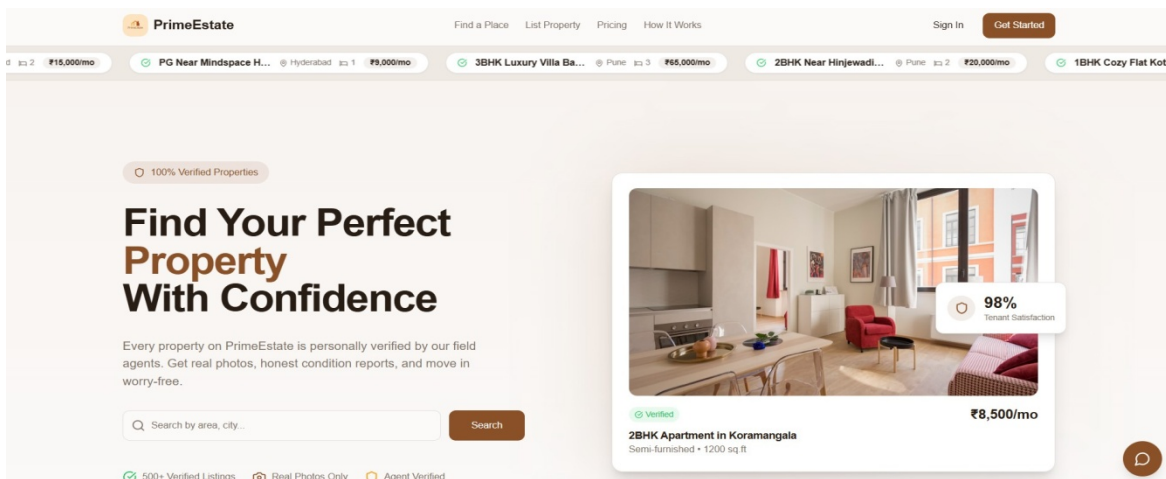 PrimeEstate
Find a Place List Property Pricing How It Works
Sign In Get Started
2 ₹15,000/mo PG Near Mindspace H... Hyderabad 1 ₹9,000/mo 3BHK Luxury Villa Ba... Pune 3 ₹65,000/mo 2BHK Near Hinjewadi... Pune 2 ₹20,000/mo 1BHK Cozy Flat Kot
100% Verified Properties
Find Your Perfect
Property
With Confidence
Every property on PrimeEstate is personally verified by our field
agents. Get real photos, honest condition reports, and move in
worry-free.
Search by area, city...
Search
500+ Verified Listings Real Photos Only Agent Verified
98%
Tenant Satisfaction
Verified
₹8,500/mo
2BHK Apartment in Koramangala
Semi-furnished • 1200 sq.ft